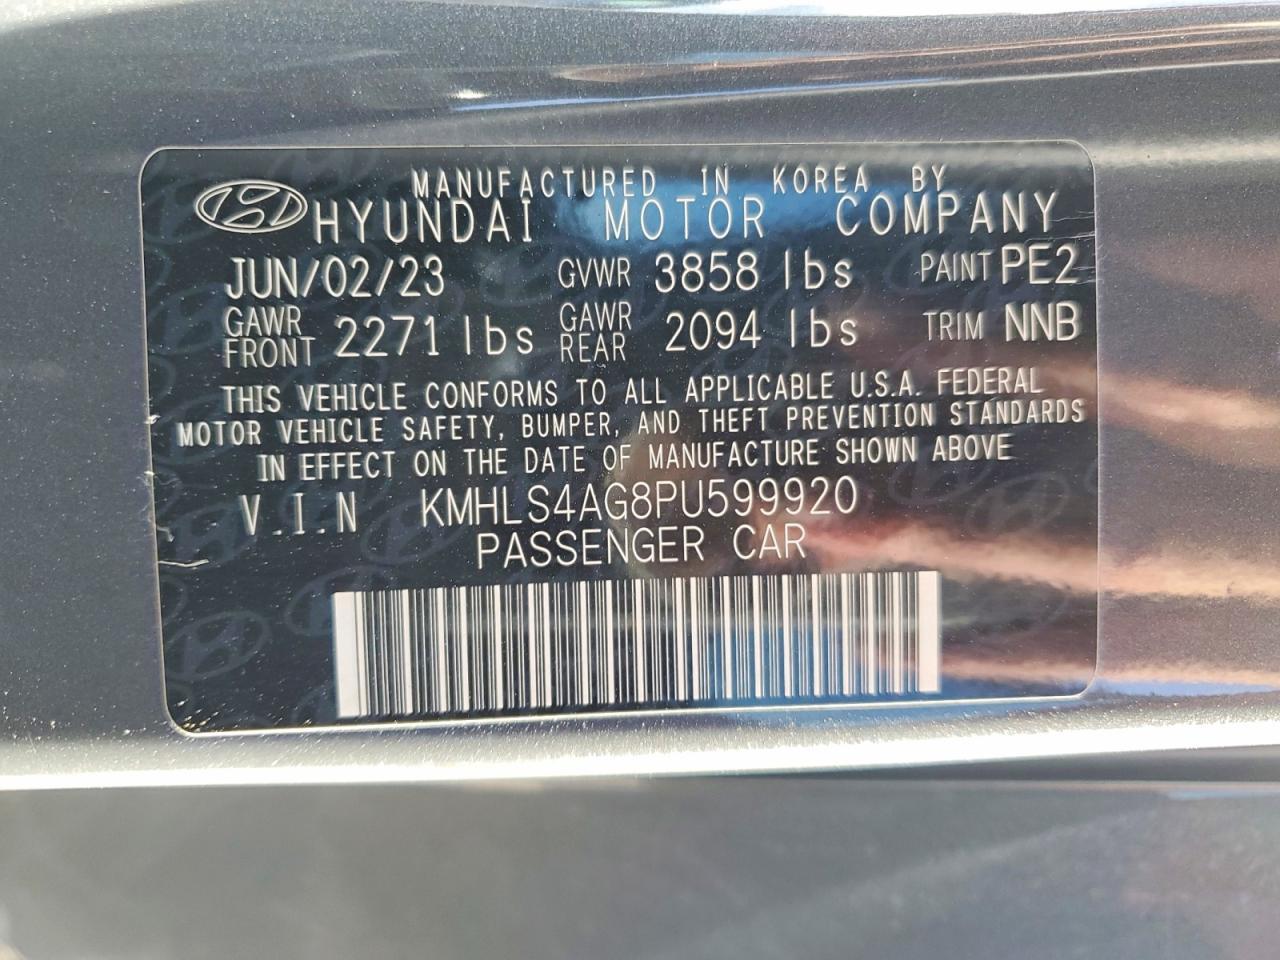 MANUFACTURED IN KOREA BY
HYUNDAI MOTOR COMPANY
JUN/02/23 GVWR 3858 lbs PAINT PE2
GAWR FRONT 2271 lbs GAWR REAR 2094 lbs TRIM NNB
THIS VEHICLE CONFORMS TO ALL APPLICABLE U.S.A. FEDERAL
MOTOR VEHICLE SAFETY, BUMPER, AND THEFT PREVENTION STANDARDS
IN EFFECT ON THE DATE OF MANUFACTURE SHOWN ABOVE
V.I.N KMHLS4AG8PU599920
PASSENGER CAR